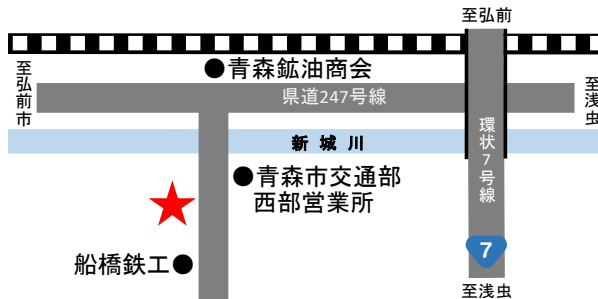 至弘前
青森鉱油商会
至弘前市
県道247号線
至浅虫
新城川
環状7号線
青森市交通部
西部営業所
船橋鉄工
7
至浅虫